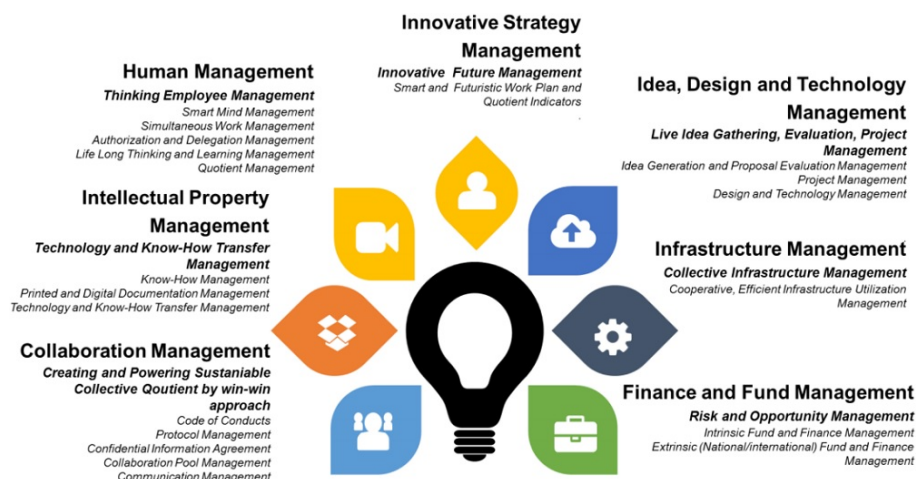 Innovative Strategy
Management
Innovative Future Management
Smart and Futuristic Work Plan and
Quotient Indicators
.
Human Management
Thinking Employee Management
Smart Mind Management
Simultaneous Work Management
Authorization and Delegation Management
Life Long Thinking and Learning Management
Quotient Management
Idea, Design and Technology
Management
Live Idea Gathering, Evaluation, Project
Management
Idea Generation and Proposal Evaluation Management
Project Management
Design and Technology Management
Intellectual Property
Management
Technology and Know-How Transfer
Management
Know-How Management
Printed and Digital Documentation Management
Technology and Know-How Transfer Management
Infrastructure Management
Collective Infrastructure Management
Cooperative, Efficient Infrastructure Utilization
Management
Collaboration Management
Creating and Powering Sustaniable
Collective Qoutient by win-win
approach
Code of Conducts
Protocol Management
Confidential Information Agreement
Collaboration Pool Management
Communication Management
Finance and Fund Management
Risk and Opportunity Management
Intrinsic Fund and Finance Management
Extrinsic (National/international) Fund and Finance
Management